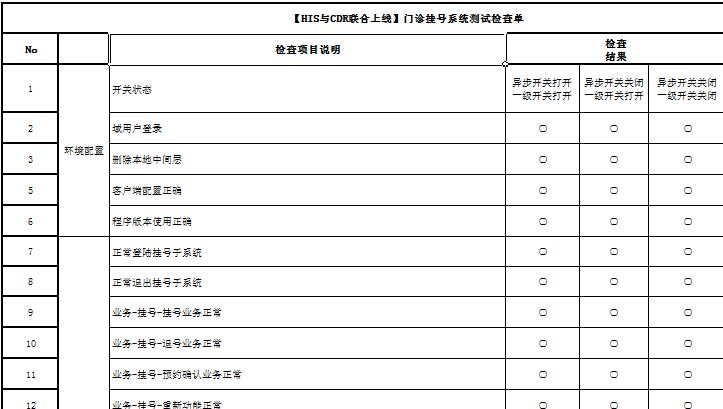 【HIS与CDR联合上线】门诊挂号系统测试检查单
No 检查项目说明 检查
结果
1 开关状态 异步开关打开 异步开关关闭 异步开关关闭
一级开关打开 一级开关打开 一级开关关闭
2 域用户登录 ○ ○ ○
环境配置
3 删除本地中间层 ○ ○ ○
5 客户端配置正确 ○ ○ ○
6 程序版本使用正确 ○ ○ ○
7 正常登陆挂号子系统 ○ ○ ○
8 正常退出挂号子系统 ○ ○ ○
9 业务-挂号-挂号业务正常 ○ ○ ○
10 业务-挂号-退号业务正常 ○ ○ ○
11 业务-挂号-预约确认业务正常 ○ ○ ○
12 业务-挂号-重新功能正常 ○ ○ ○